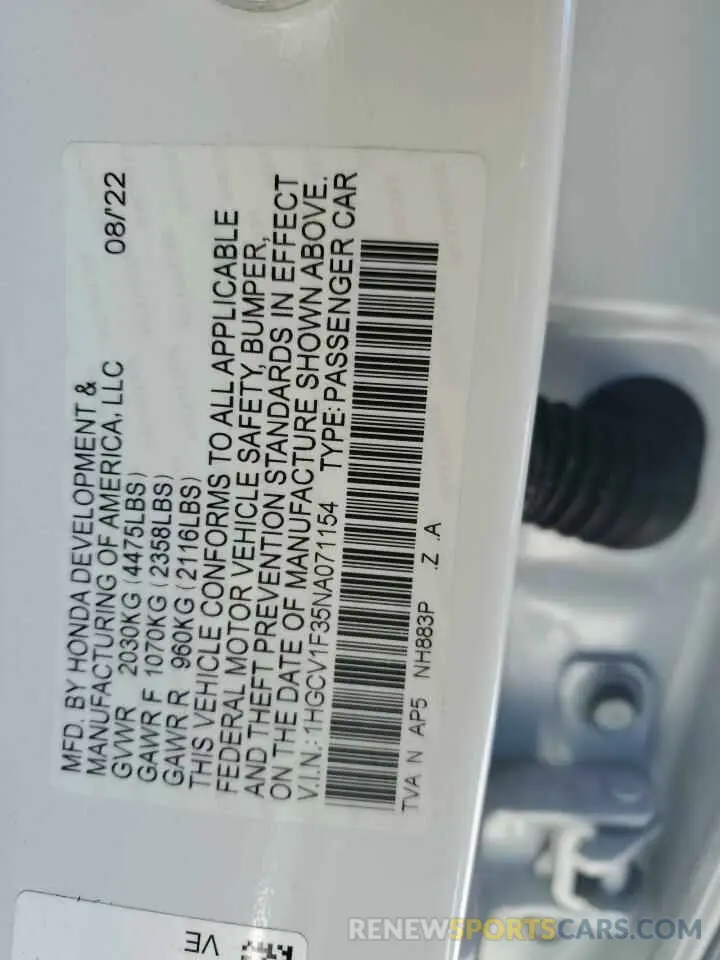 MFD. BY HONDA DEVELOPMENT &
MANUFACTURING OF AMERICA, LLC 08/'22
GVWR 2030KG (4475LBS)
GAWR F 1070KG (2358LBS)
GAWR R 960KG (2116LBS)
THIS VEHICLE CONFORMS TO ALL APPLICABLE
FEDERAL MOTOR VEHICLE SAFETY, BUMPER,
AND THEFT PREVENTION STANDARDS IN EFFECT
ON THE DATE OF MANUFACTURE SHOWN ABOVE.
V.I.N.: 1HGCV1F35NA071154 TYPE: PASSENGER CAR
TVA N AP5 NH883P .Z .A
VE
RENEWSPORTSCARS.COM